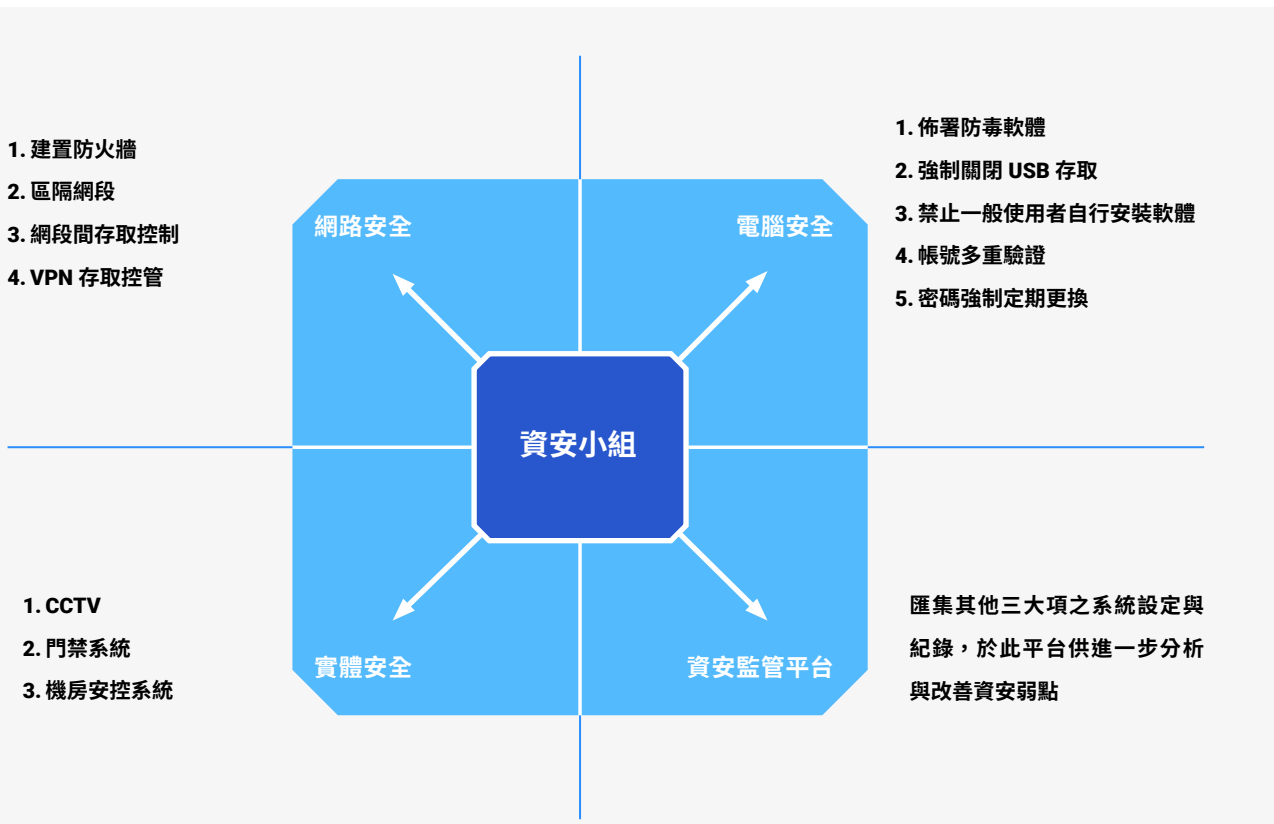 1. 建置防火牆
2. 區隔網段
3. 網段間存取控制
4. VPN 存取控管
網路安全
電腦安全
1. 佈署防毒軟體
2. 強制關閉 USB 存取
3. 禁止一般使用者自行安裝軟體
4. 帳號多重驗證
5. 密碼強制定期更換
資安小組
1. CCTV
2. 門禁系統
3. 機房安控系統
實體安全
資安監管平台
匯集其他三大項之系統設定與
紀錄，於此平台供進一步分析
與改善資安弱點